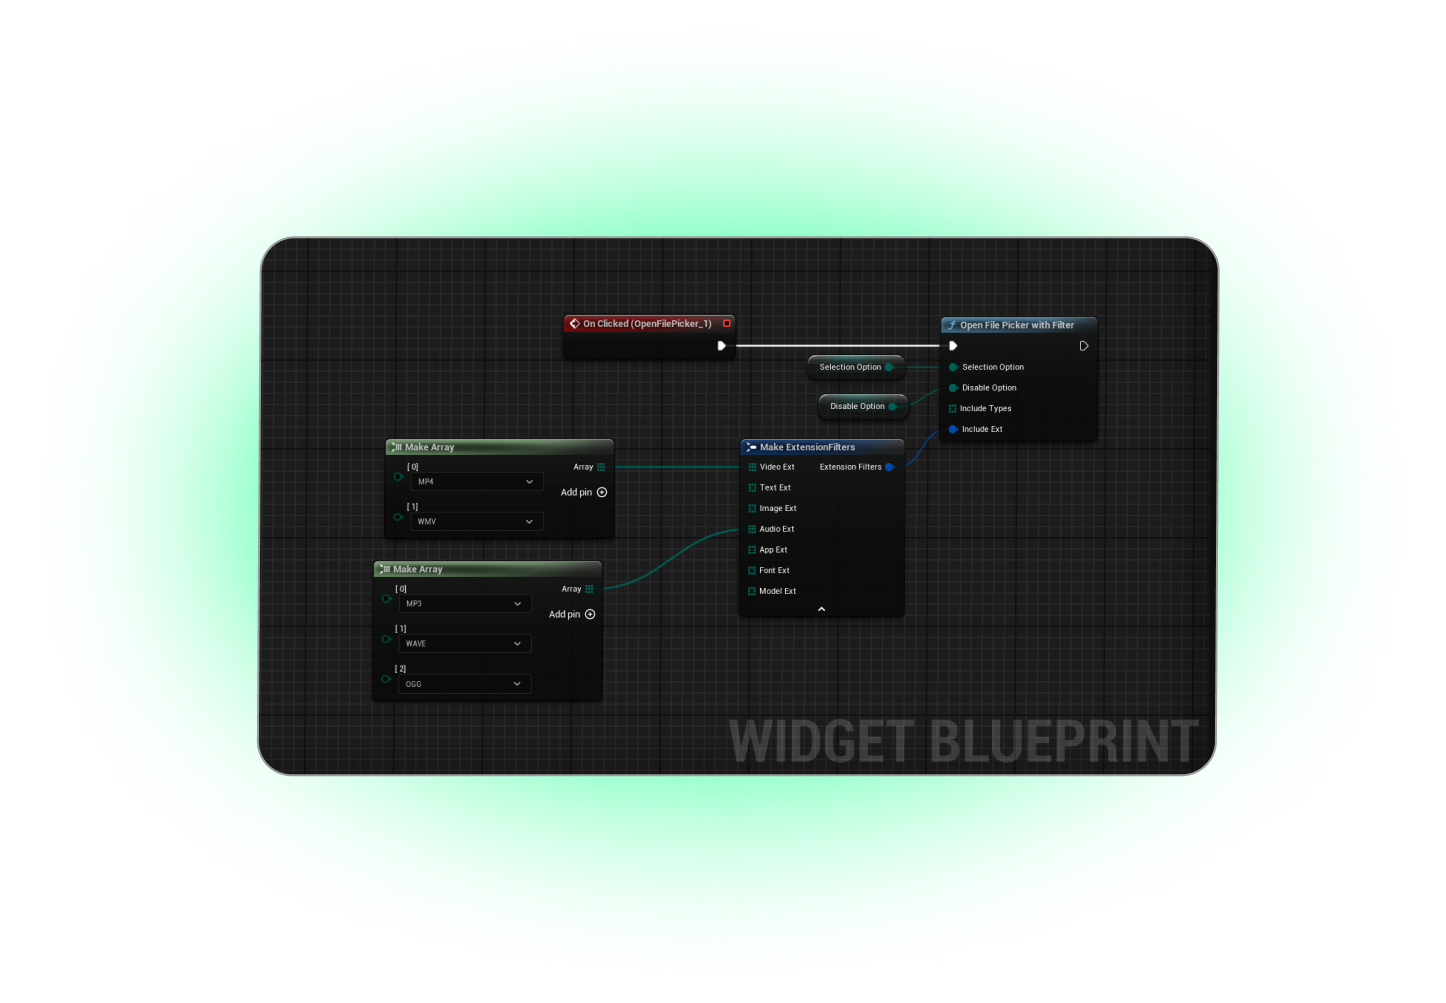 On Clicked (OpenFilePicker_1)
Open File Picker with Filter
Selection Option
Selection Option
Disable Option
Disable Option
Include Types
Include Ext
Make Array
[ 0]
Array
MP4
Add pin
[ 1]
WMV
Make ExtensionFilters
Video Ext
Extension Filters
Text Ext
Image Ext
Audio Ext
App Ext
Font Ext
Model Ext
Make Array
[ 0]
Array
MP3
Add pin
[ 1]
WAVE
[ 2]
OGG
WIDGET BLUEPRINT